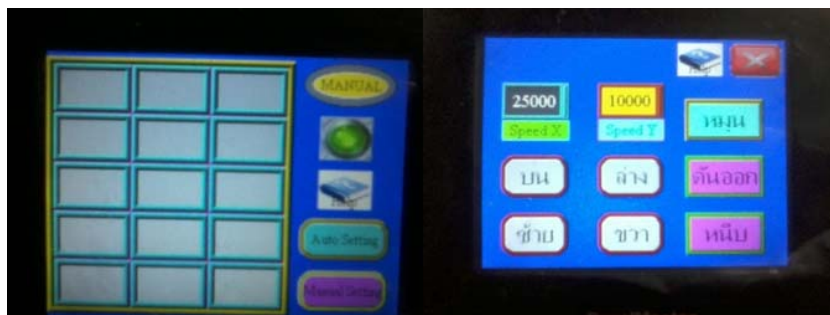 MANUAL
Help
Auto Setting
Manual Setting
25000
10000
Speed X
Speed Y
หมุน
บน
ล่าง
ดันออก
ซ้าย
ขวา
หนีบ